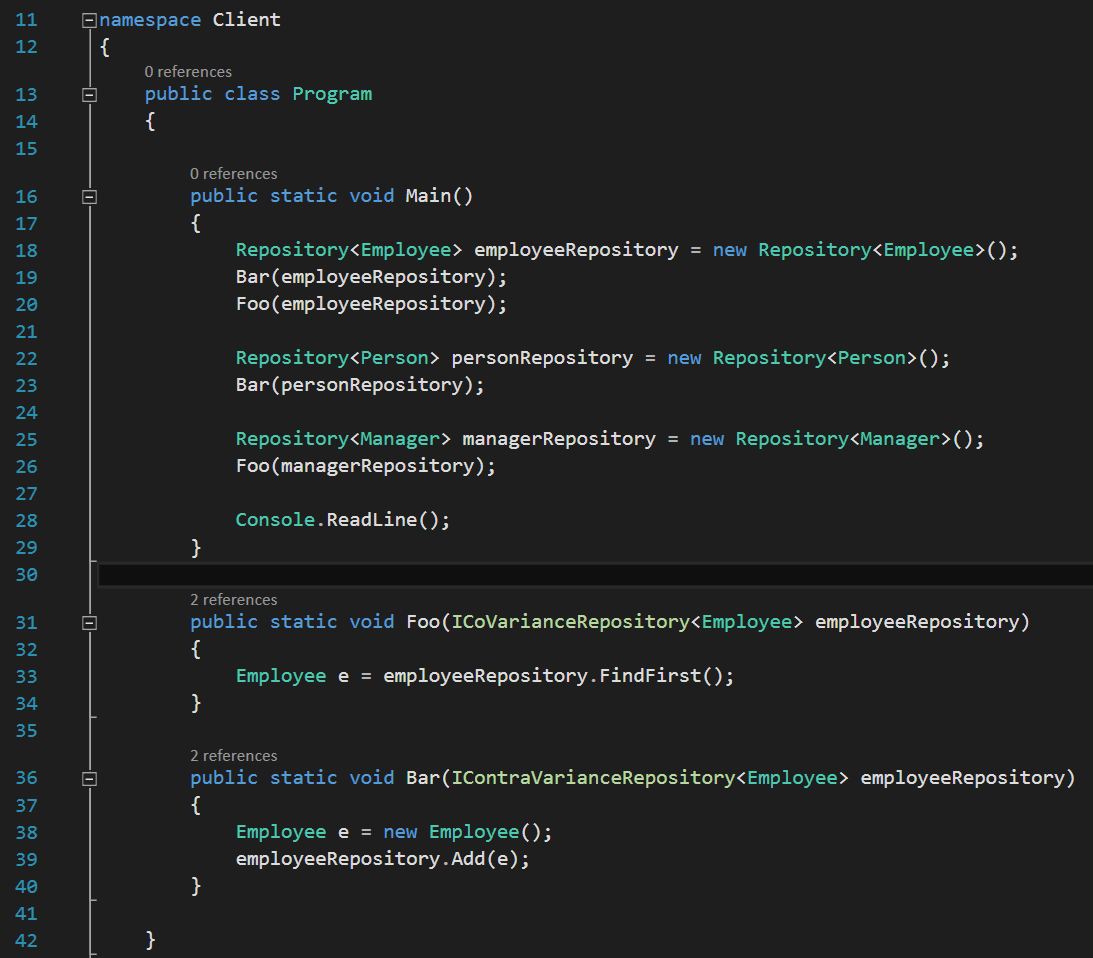 11 namespace Client
12 {
0 references
13 public class Program
14 {
15
0 references
16 public static void Main()
17 {
18 Repository<Employee> employeeRepository = new Repository<Employee>();
19 Bar(employeeRepository);
20 Foo(employeeRepository);
21
22 Repository<Person> personRepository = new Repository<Person>();
23 Bar(personRepository);
24
25 Repository<Manager> managerRepository = new Repository<Manager>();
26 Foo(managerRepository);
27
28 Console.ReadLine();
29 }
30
2 references
31 public static void Foo(ICoVarianceRepository<Employee> employeeRepository)
32 {
33 Employee e = employeeRepository.FindFirst();
34 }
35
2 references
36 public static void Bar(IContraVarianceRepository<Employee> employeeRepository)
37 {
38 Employee e = new Employee();
39 employeeRepository.Add(e);
40 }
41
42 }